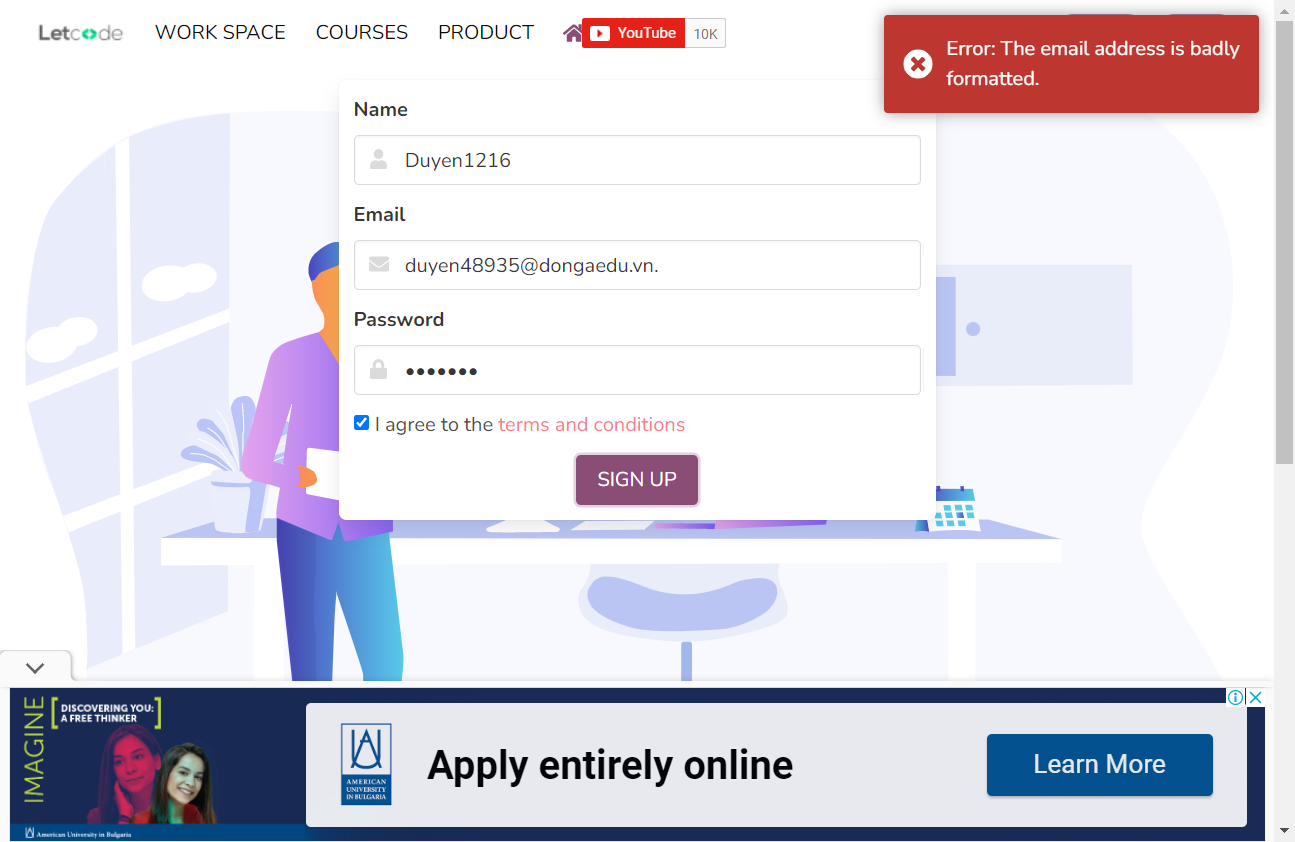 Letcode WORK SPACE COURSES PRODUCT YouTube 10K
Error: The email address is badly
formatted.
Name
Duyen1216
Email
duyen48935@dongaedu.vn.
Password
•••••••
I agree to the terms and conditions
SIGN UP
IMAGINE
DISCOVERING YOU:
A FREE THINKER
American University in Bulgaria
AMERICAN
UNIVERSITY
IN BULGARIA
Apply entirely online
Learn More